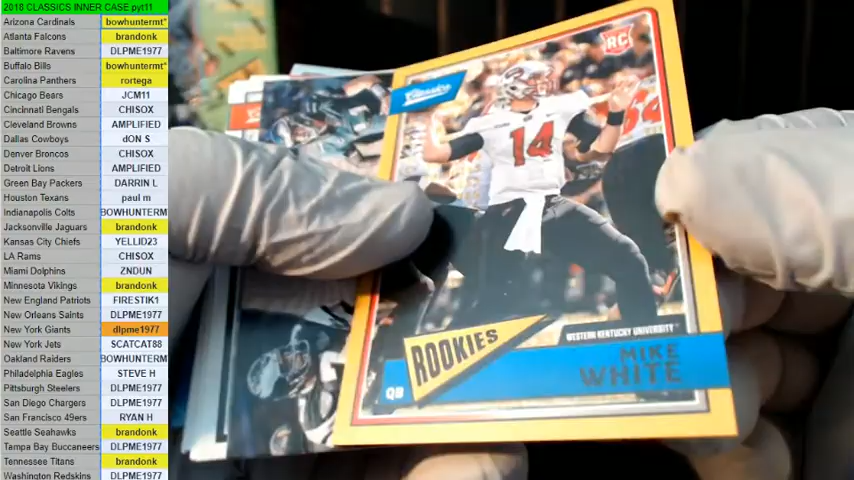 2018 CLASSICS INNER CASE pyt11
Arizona Cardinals bowhuntermt*
Atlanta Falcons brandonk
Baltimore Ravens DLPME1977
Buffalo Bills bowhuntermt*
Carolina Panthers rortega
Chicago Bears JCM11
Cincinnati Bengals CHISOX
Cleveland Browns AMPLIFIED
Dallas Cowboys dON S
Denver Broncos CHISOX
Detroit Lions AMPLIFIED
Green Bay Packers DARRIN L
Houston Texans paul m
Indianapolis Colts BOWHUNTERM
Jacksonville Jaguars brandonk
Kansas City Chiefs YELLID23
LA Rams CHISOX
Miami Dolphins ZNDUN
Minnesota Vikings brandonk
New England Patriots FIRESTIK1
New Orleans Saints DLPME1977
New York Giants dlpme1977
New York Jets SCATCAT88
Oakland Raiders BOWHUNTERM
Philadelphia Eagles STEVE H
Pittsburgh Steelers DLPME1977
San Diego Chargers DLPME1977
San Francisco 49ers RYAN H
Seattle Seahawks brandonk
Tampa Bay Buccaneers DLPME1977
Tennessee Titans brandonk
Washington Redskins DLPME1977
RC
Classics
14
ROOKIES
WESTERN KENTUCKY UNIVERSITY
QB
MIKE
WHITE